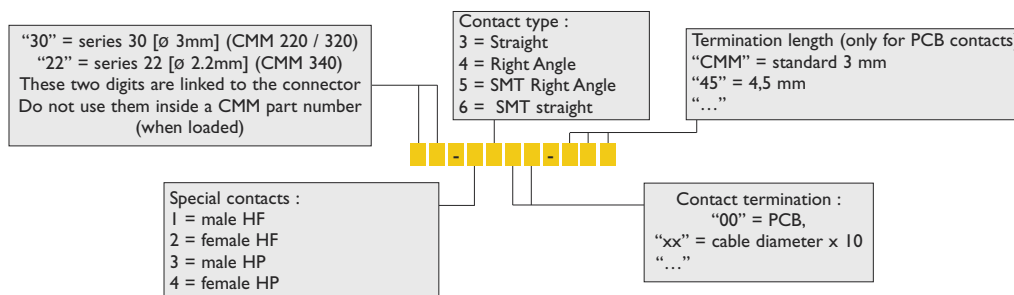 “30” = series 30 [ø 3mm] (CMM 220 / 320)
“22” = series 22 [ø 2.2mm] (CMM 340)
These two digits are linked to the connector
Do not use them inside a CMM part number
(when loaded)
Contact type :
3 = Straight
4 = Right Angle
5 = SMT Right Angle
6 = SMT straight
Termination length (only for PCB contacts
“CMM” = standard 3 mm
“45” = 4,5 mm
“…”
- -
Special contacts :
1 = male HF
2 = female HF
3 = male HP
4 = female HP
Contact termination :
“00” = PCB,
“xx” = cable diameter x 10
“…”